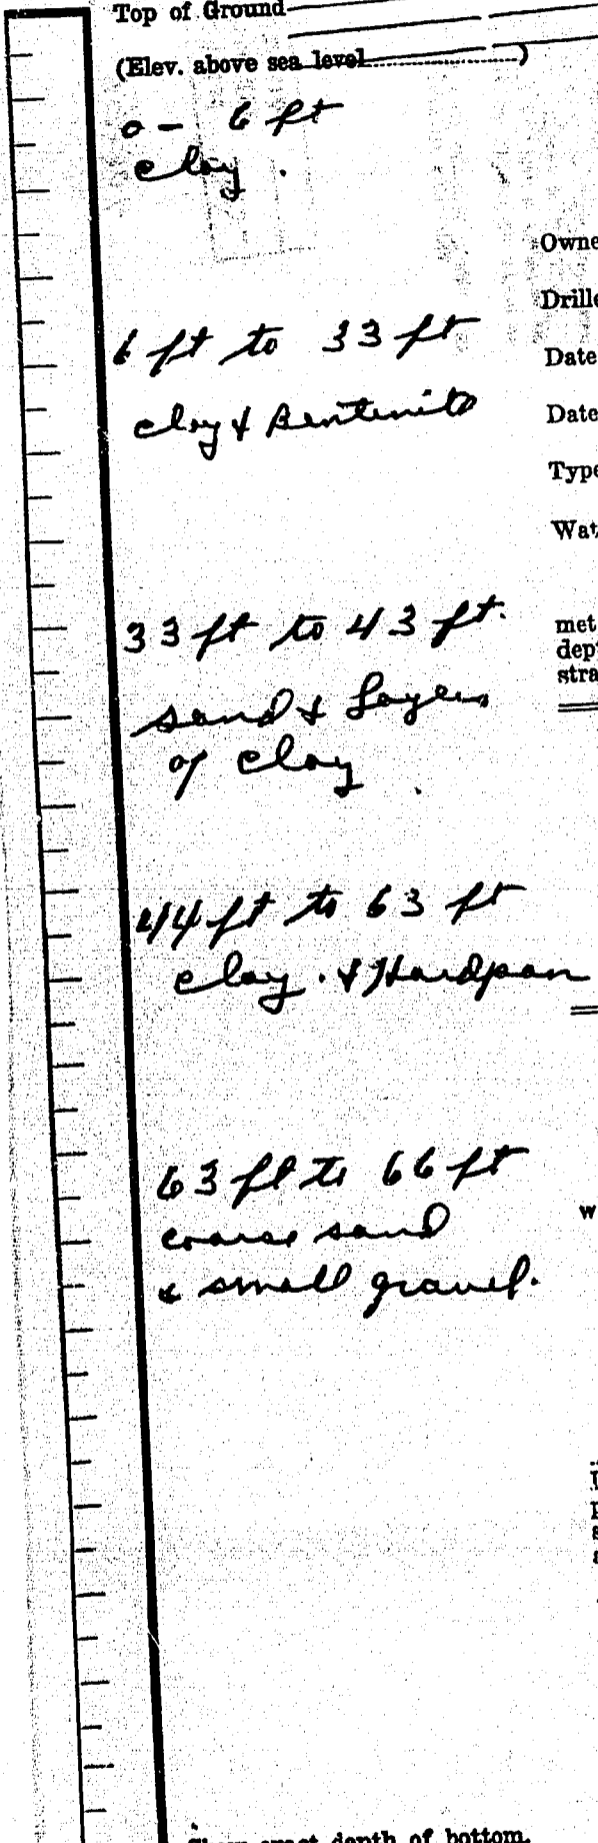 Top of Ground
(Elev. above sea level)
0 - 6 ft
clay.
Owne
Drille
6 ft to 33 ft
Date
clay & Bentenite
Date
Type
Wat
33 ft to 43 ft.
met
dep
stra
sand & layers
of clay.
44 ft to 63 ft
clay. & Hardpan
63 ft to 66 ft
coarse sand
w
& small gravel.
exact depth of bottom.